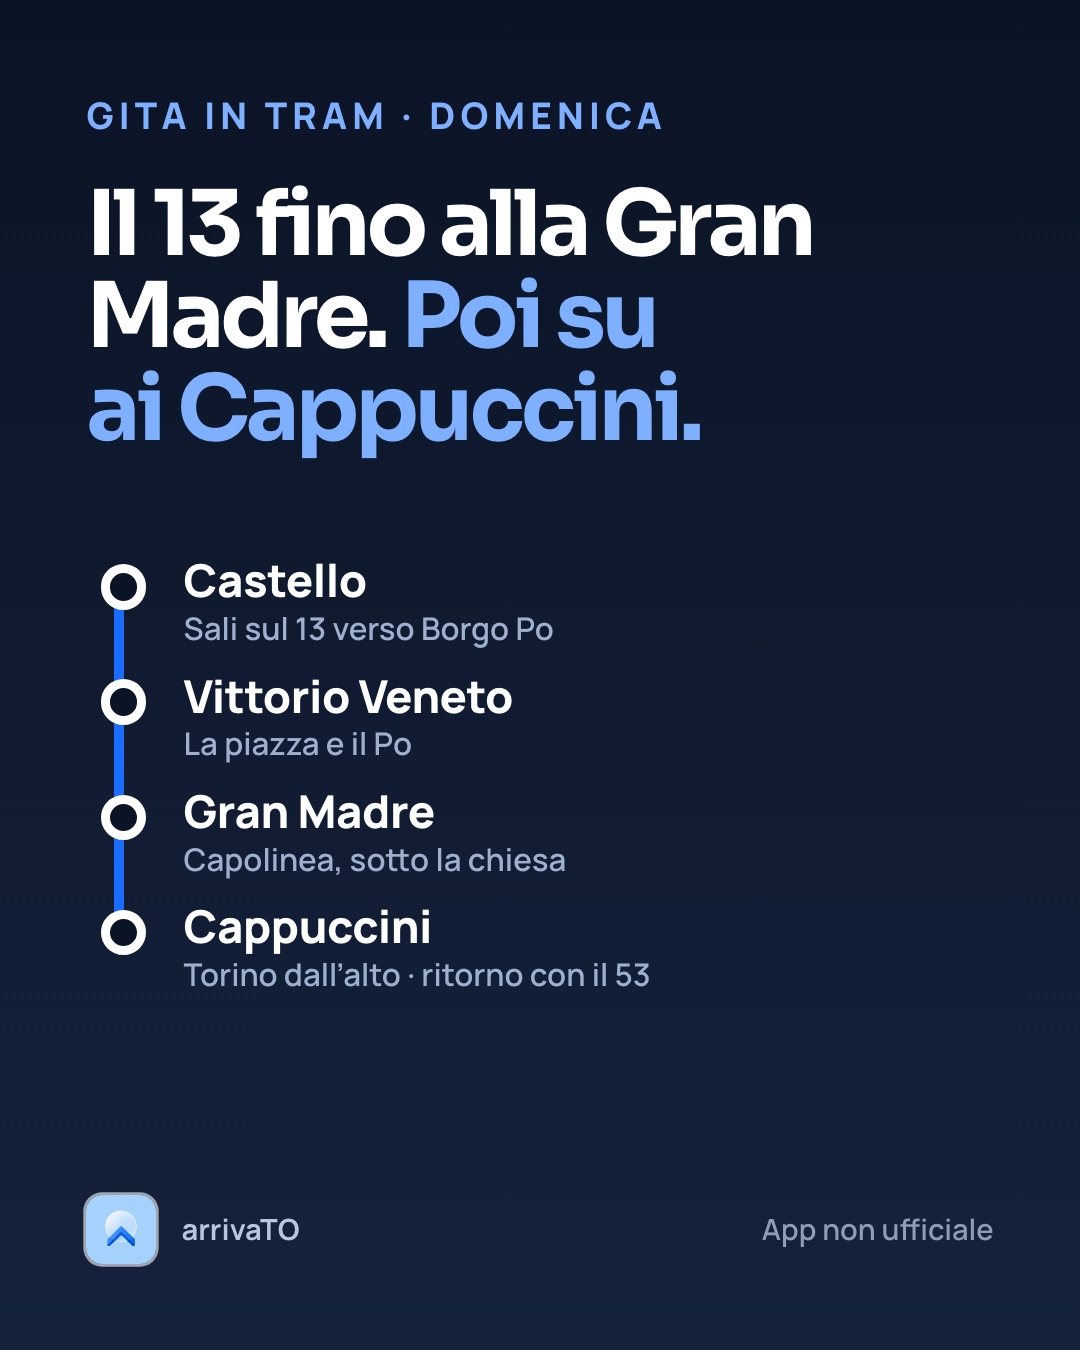 GITA IN TRAM · DOMENICA
Il 13 fino alla Gran
Madre. Poi su
ai Cappuccini.
Castello
Sali sul 13 verso Borgo Po
Vittorio Veneto
La piazza e il Po
Gran Madre
Capolinea, sotto la chiesa
Cappuccini
Torino dall’alto · ritorno con il 53
arrivaTO
App non ufficiale